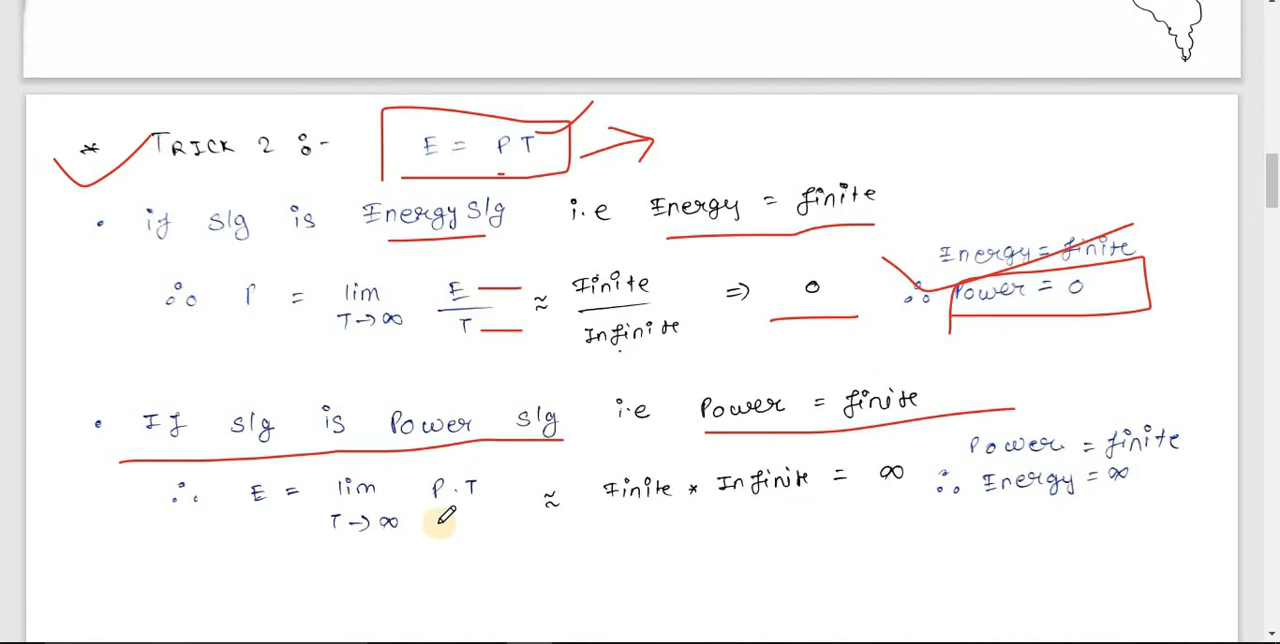 * TRICK 2 :- E = PT
• if s/g is Energy s/g i.e Energy = finite
Energy = finite
∴ P = lim T→∞ E/T ≈ Finite/Infinite ⇒ 0 ∴ Power = 0
• If s/g is Power s/g i.e Power = finite
Power = finite
∴ E = lim T→∞ P.T ≈ Finite * Infinite = ∞ ∴ Energy = ∞